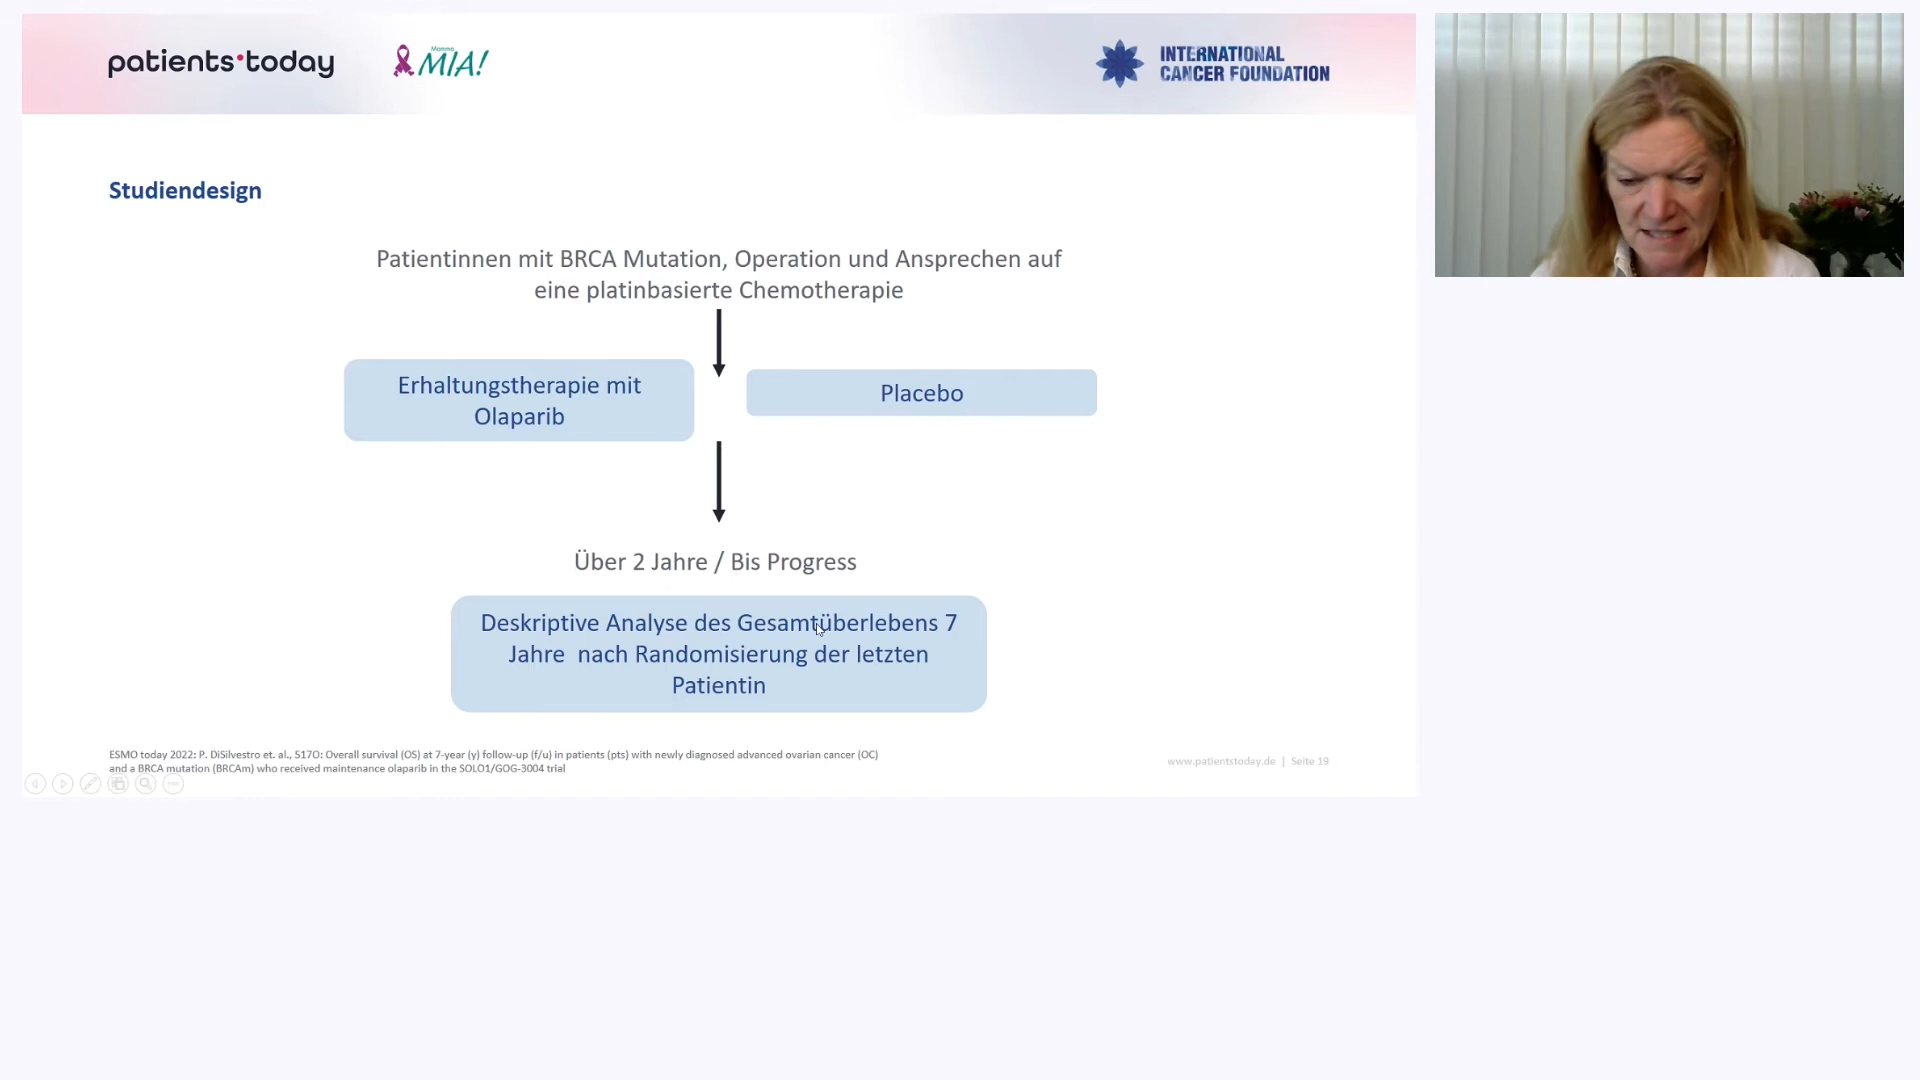 patients•today
Mamma
MIA!
INTERNATIONAL
CANCER FOUNDATION
Studiendesign
Patientinnen mit BRCA Mutation, Operation und Ansprechen auf
eine platinbasierte Chemotherapie
Erhaltungstherapie mit
Olaparib
Placebo
Über 2 Jahre / Bis Progress
Deskriptive Analyse des Gesamtüberlebens 7
Jahre  nach Randomisierung der letzten
Patientin
ESMO today 2022: P. DiSilvestro et. al., 517O: Overall survival (OS) at 7-year (y) follow-up (f/u) in patients (pts) with newly diagnosed advanced ovarian cancer (OC)
and a BRCA mutation (BRCAm) who received maintenance olaparib in the SOLO1/GOG-3004 trial
www.patientstoday.de | Seite 19